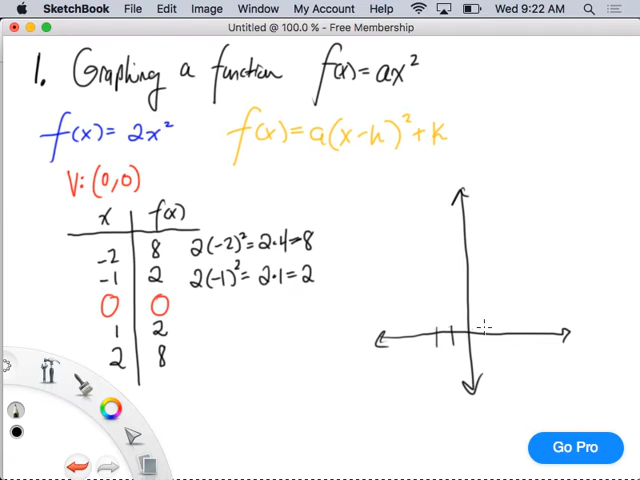 SketchBook File Edit Image Window My Account Help Wed 9:22 AM
Untitled @ 100.0 % - Free Membership
1. Graphing a function f(x) = ax²
f(x) = 2x² f(x) = a(x-h)² + k
V: (0,0)
x f(x)
-2 8 2(-2)² = 2·4 = 8
-1 2 2(-1)² = 2·1 = 2
0 0
1 2
2 8
Go Pro